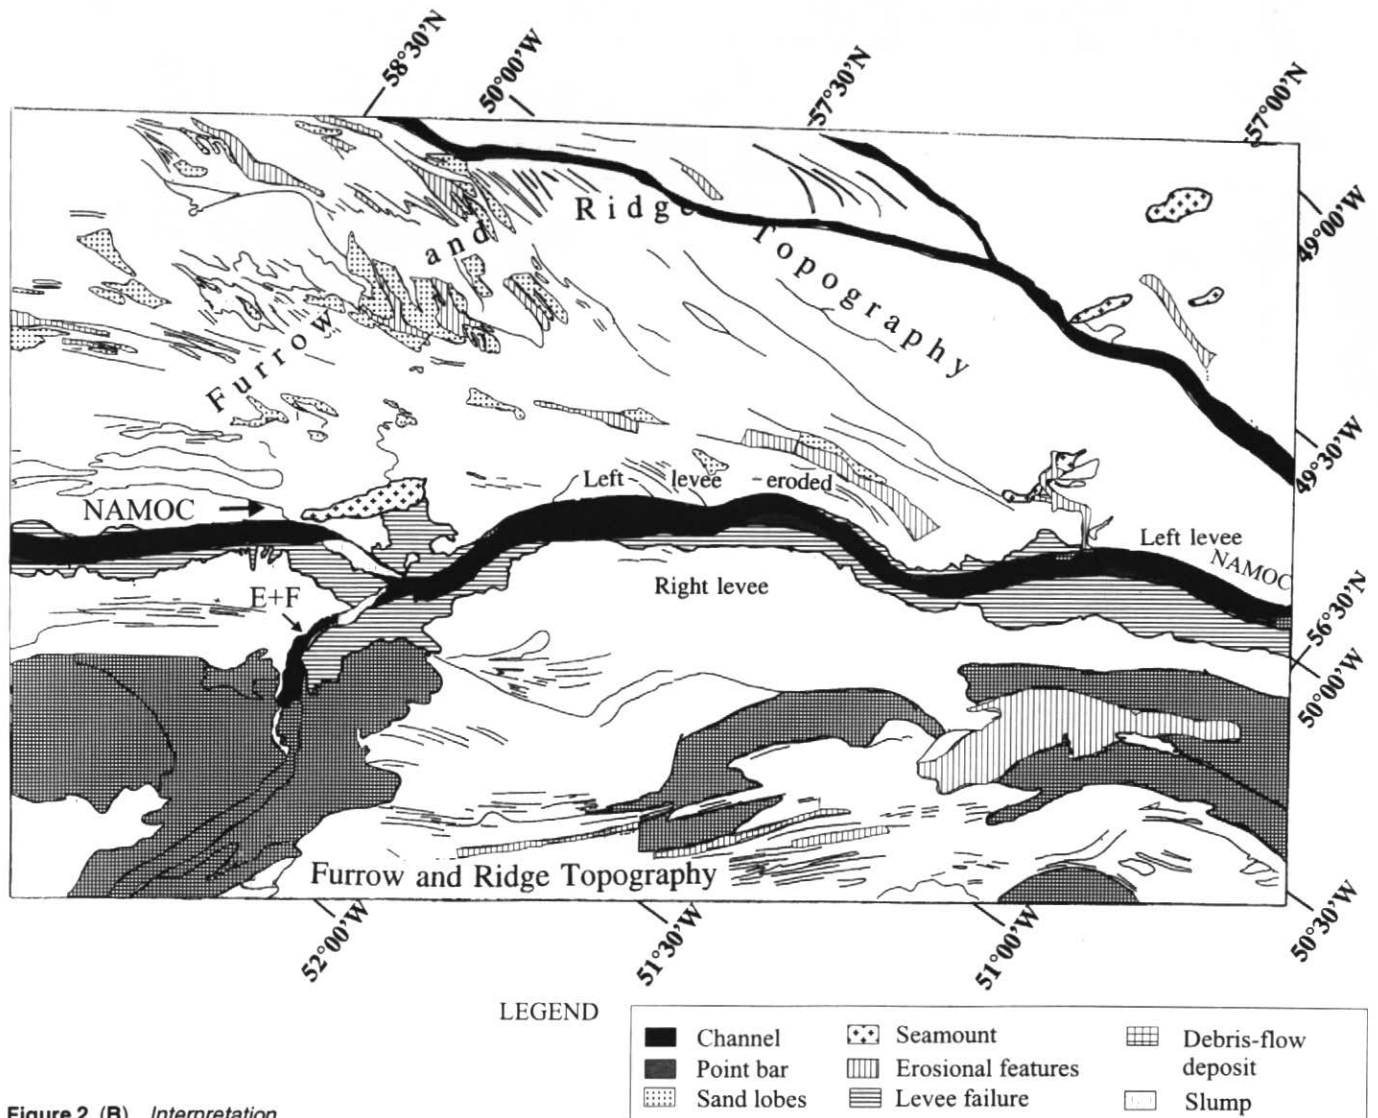 58°30'N
50°00'W
57°30'N
57°00'N
49°00'W
Ridge
and
Topography
Furrow
49°30'W
Left levee eroded
NAMOC
Left levee
NAMOC
Right levee
E+F
56°30'N
50°00'W
Furrow and Ridge Topography
52°00'W
51°30'W
51°00'W
50°30'W
LEGEND
Channel
Seamount
Debris-flow
deposit
Point bar
Erosional features
Sand lobes
Levee failure
Slump
Figure 2 (B) Interpretation